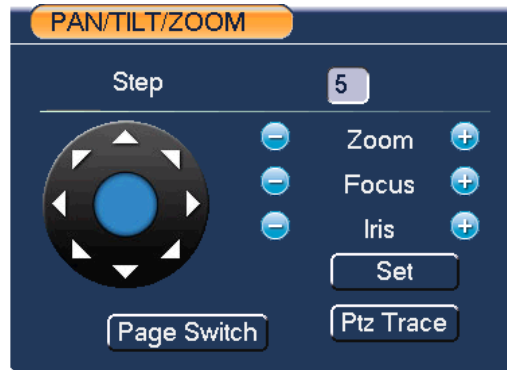 PAN/TILT/ZOOM
Step 5
Zoom
Focus
Iris
Set
Page Switch
Ptz Trace